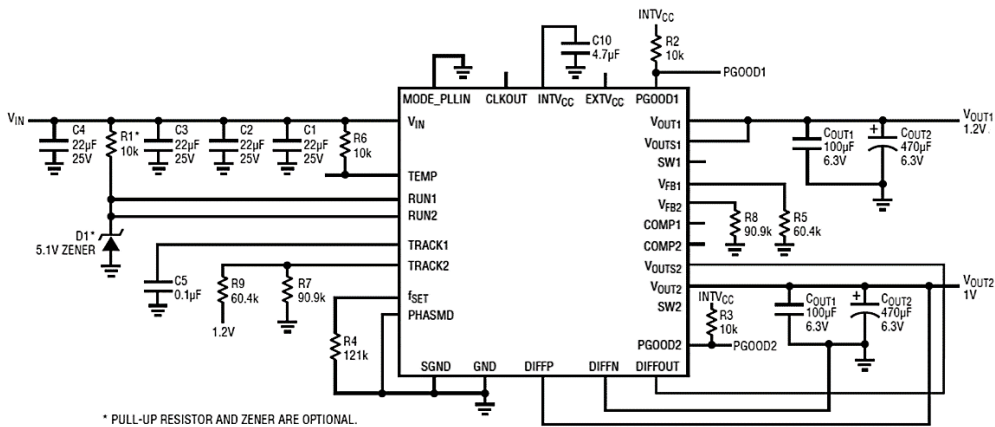 INTVCC
C10
4.7µF
R2
10k
PGOOD1
MODE_PLLIN
CLKOUT
INTVCC
EXTVCC
PGOOD1
VIN
C4
22µF
25V
R1*
10k
C3
22µF
25V
C2
22µF
25V
C1
22µF
25V
R6
10k
VIN
TEMP
RUN1
RUN2
TRACK1
TRACK2
fSET
PHASMD
SGND
GND
DIFFP
DIFFN
DIFFOUT
VOUT1
VOUTS1
SW1
VFB1
VFB2
COMP1
COMP2
VOUTS2
VOUT2
SW2
PGOOD2
VOUT1
1.2V
COUT1
100µF
6.3V
+
COUT2
470µF
6.3V
R8
90.9k
R5
60.4k
D1*
5.1V ZENER
C5
0.1µF
R9
60.4k
1.2V
R7
90.9k
R4
121k
INTVCC
R3
10k
PGOOD2
VOUT2
1V
COUT1
100µF
6.3V
+
COUT2
470µF
6.3V
* PULL-UP RESISTOR AND ZENER ARE OPTIONAL.